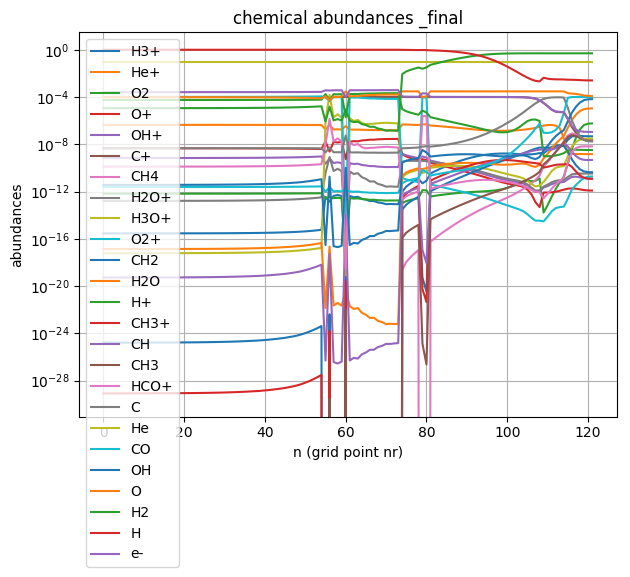 chemical abundances _final
abundances
10⁰
10⁻⁴
10⁻⁸
10⁻¹²
10⁻¹⁶
10⁻²⁰
10⁻²⁴
10⁻²⁸
H3+
He+
O2
O+
OH+
C+
CH4
H2O+
H3O+
O2+
CH2
H2O
H+
CH3+
CH
CH3
HCO+
C
He
CO
OH
O
H2
H
e-
0 20 40 60 80 100 120
n (grid point nr)